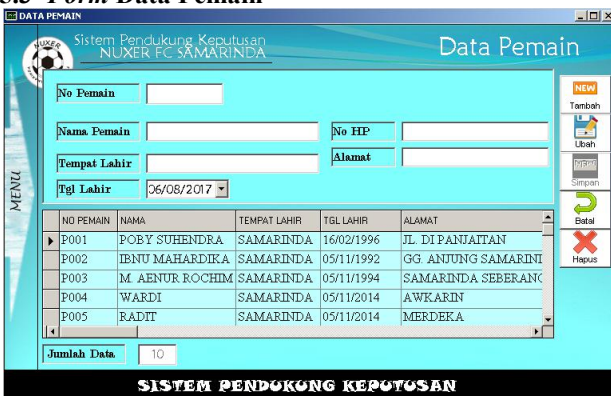 Form Data Pemain
DATA PEMAIN
NUXER
Sistem Pendukung Keputusan
NUXER FC SAMARINDA
Data Pemain
No Pemain
Nama Pemain
No HP
Tempat Lahir
Alamat
Tgl Lahir
06/08/2017
NEW
Tambah
Ubah
Simpan
Batal
Hapus
MENU
NO PEMAIN NAMA TEMPAT LAHIR TGL LAHIR ALAMAT
P001 POBY SUHENDRA SAMARINDA 16/02/1996 JL. DI PANJAITAN
P002 IBNU MAHARDIKA SAMARINDA 05/11/1992 GG. ANJUNG SAMARINI
P003 M. AENUR ROCHIM SAMARINDA 05/11/1994 SAMARINDA SEBERANG
P004 WARDI SAMARINDA 05/11/2014 AWKARIN
P005 RADIT SAMARINDA 05/11/2014 MERDEKA
Jumlah Data 10
SISTEM PENDUKUNG KEPUTUSAN